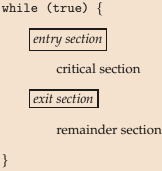 while (true) {
entry section
critical section
exit section
remainder section
}